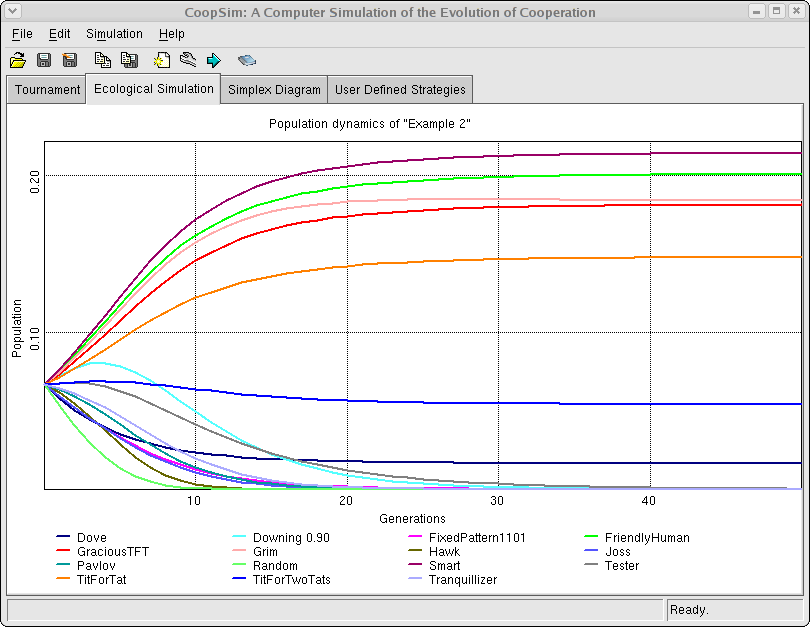 CoopSim: A Computer Simulation of the Evolution of Cooperation
File Edit Simulation Help
Tournament Ecological Simulation Simplex Diagram User Defined Strategies
Population dynamics of "Example 2"
0.20
0.10
Population
10 20 30 40
Generations
Dove Downing 0.90 FixedPattern1101 FriendlyHuman
GraciousTFT Grim Hawk Joss
Pavlov Random Smart Tester
TitForTat TitForTwoTats Tranquillizer
Ready.